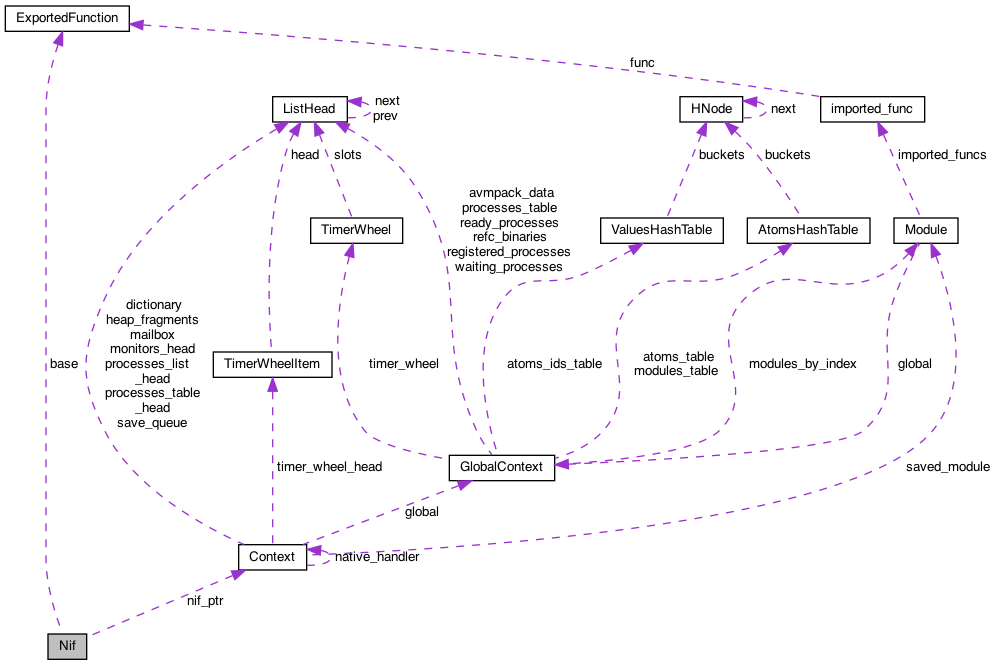 ExportedFunction
func
ListHead
next
prev
HNode
next
imported_func
head
slots
buckets
buckets
imported_funcs
avmpack_data
processes_table
ready_processes
refc_binaries
registered_processes
waiting_processes
TimerWheel
ValuesHashTable
AtomsHashTable
Module
dictionary
heap_fragments
mailbox
monitors_head
processes_list
_head
processes_table
_head
save_queue
base
TimerWheelItem
timer_wheel
atoms_ids_table
atoms_table
modules_table
modules_by_index
global
timer_wheel_head
GlobalContext
saved_module
global
Context
native_handler
nif_ptr
Nif